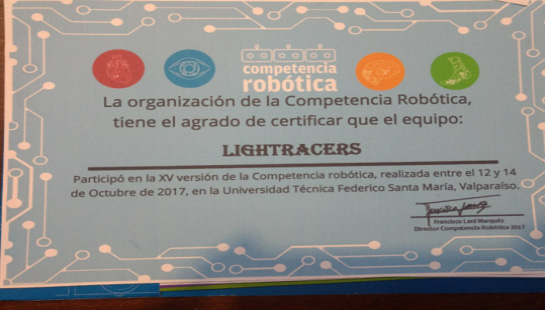 competencia
robótica
La organización de la Competencia Robótica,
tiene el agrado de certificar que el equipo:
LIGHTRACERS
Participó en la XV versión de la Competencia robótica, realizada entre el 12 y 14
de Octubre de 2017, en la Universidad Técnica Federico Santa María, Valparaíso.
Francisco Lard Marquéz
Director Competencia Robótica 2017